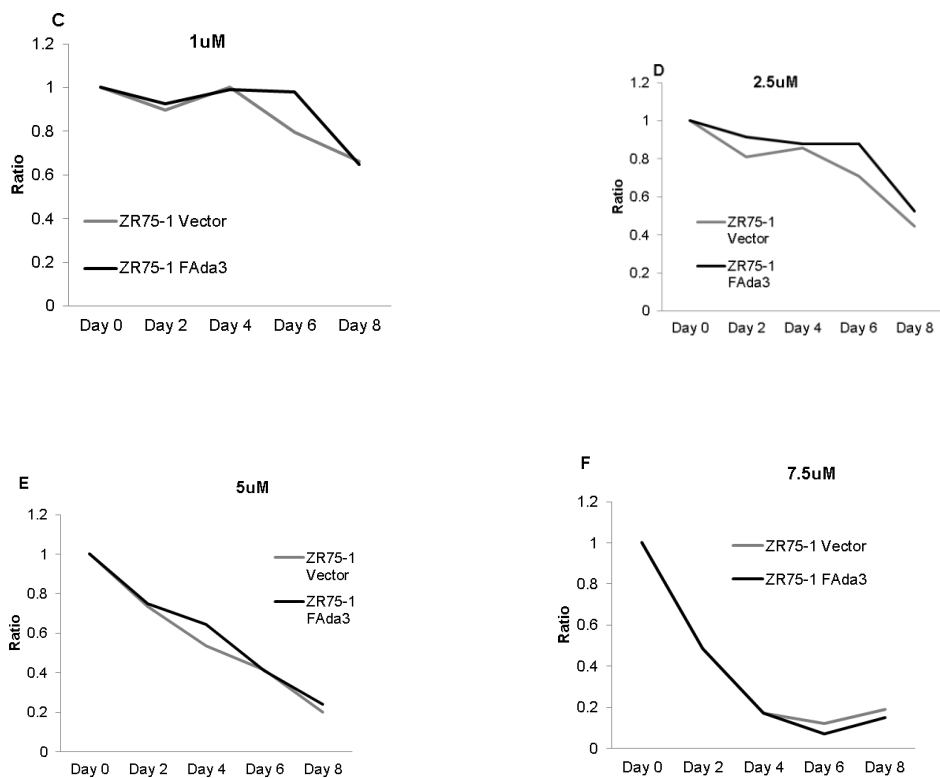 C
1uM
1.2
1
0.8
0.6
0.4
0.2
0
Ratio
ZR75-1 Vector
ZR75-1 FAda3
Day 0 Day 2 Day 4 Day 6 Day 8
D
2.5uM
1.2
1
0.8
0.6
0.4
0.2
0
Ratio
ZR75-1
Vector
ZR75-1
FAda3
Day 0 Day 2 Day 4 Day 6 Day 8
E
5uM
1.2
1
0.8
0.6
0.4
0.2
0
Ratio
ZR75-1
Vector
ZR75-1
FAda3
Day 0 Day 2 Day 4 Day 6 Day 8
F
7.5uM
1.2
1
0.8
0.6
0.4
0.2
0
Ratio
ZR75-1 Vector
ZR75-1 FAda3
Day 0 Day 2 Day 4 Day 6 Day 8